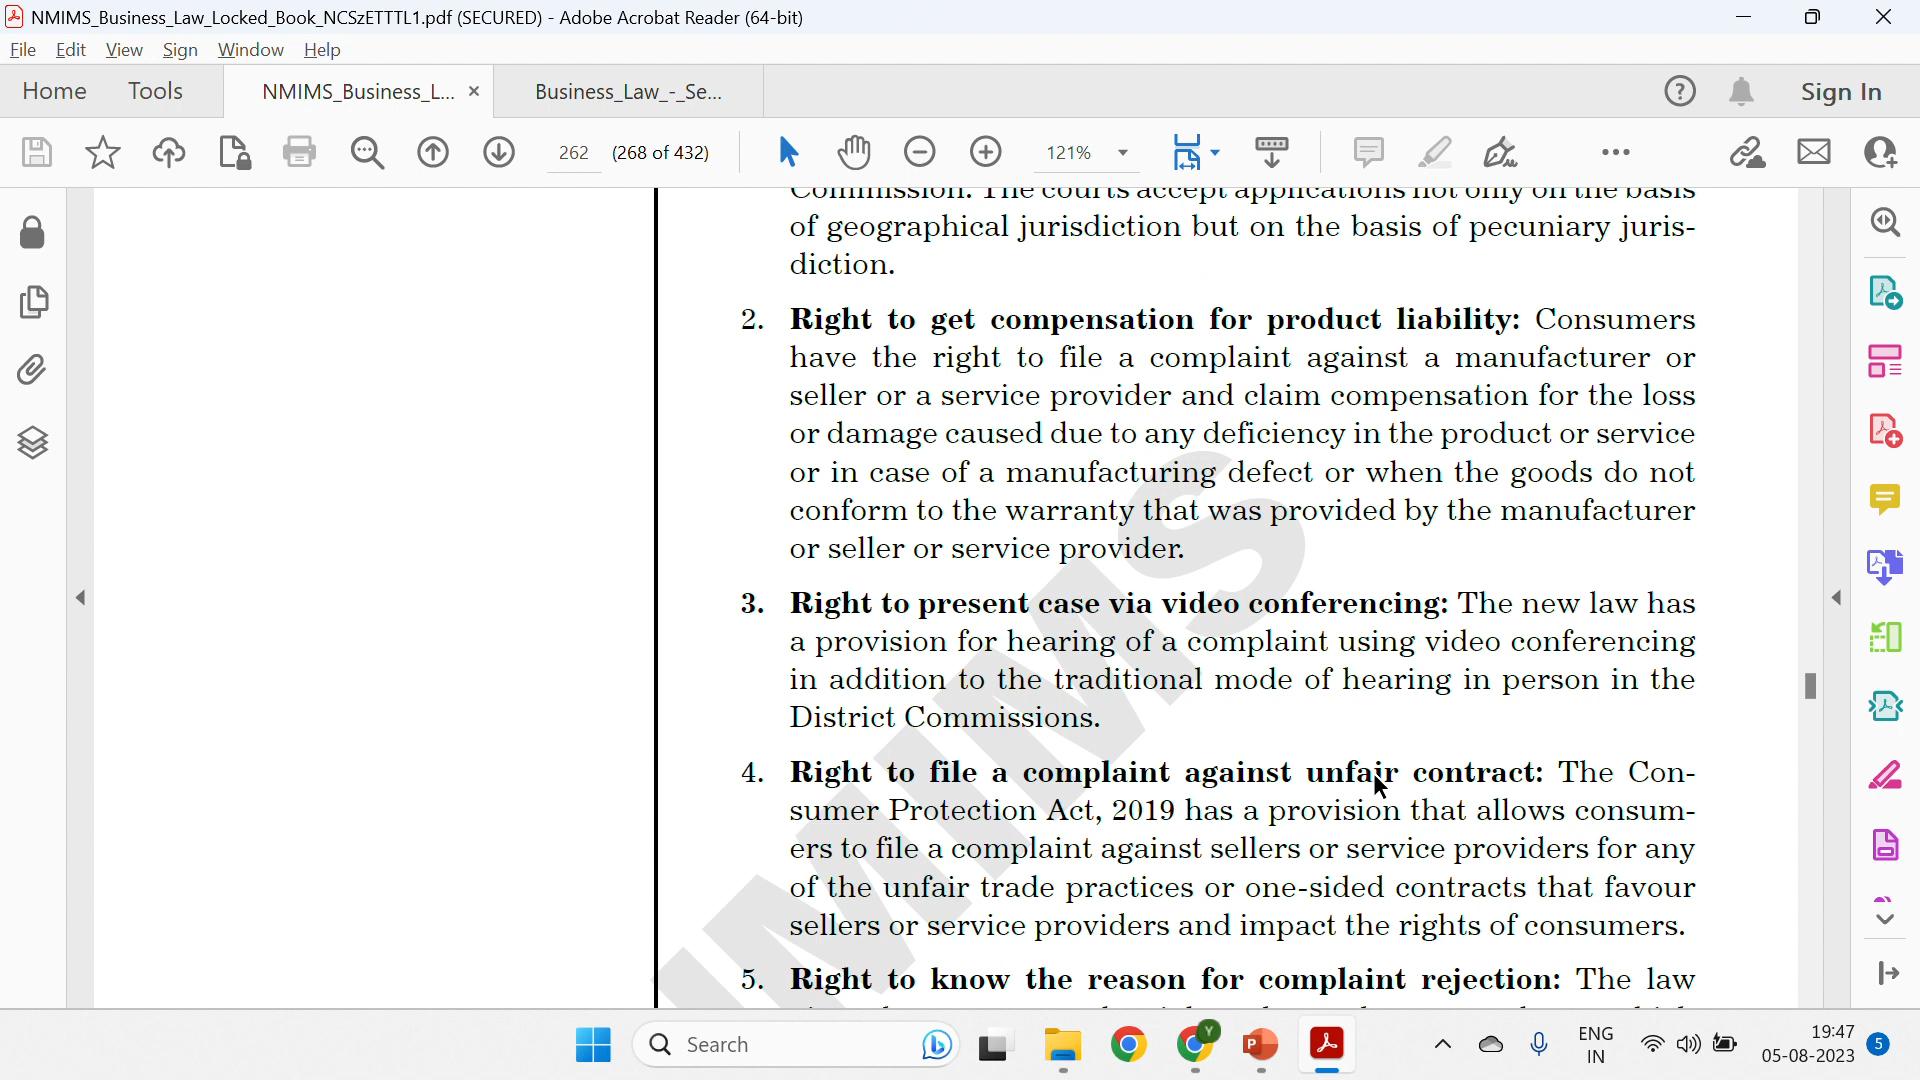 NMIMS_Business_Law_Locked_Book_NCSzETTTL1.pdf (SECURED) - Adobe Acrobat Reader (64-bit)
File Edit View Sign Window Help
Home Tools NMIMS_Business_L... × Business_Law_-_Se... Sign In
262 (268 of 432) 121%
Commission. The courts accept applications not only on the basis
of geographical jurisdiction but on the basis of pecuniary juris-
diction.
2. Right to get compensation for product liability: Consumers
have the right to file a complaint against a manufacturer or
seller or a service provider and claim compensation for the loss
or damage caused due to any deficiency in the product or service
or in case of a manufacturing defect or when the goods do not
conform to the warranty that was provided by the manufacturer
or seller or service provider.
3. Right to present case via video conferencing: The new law has
a provision for hearing of a complaint using video conferencing
in addition to the traditional mode of hearing in person in the
District Commissions.
4. Right to file a complaint against unfair contract: The Con-
sumer Protection Act, 2019 has a provision that allows consum-
ers to file a complaint against sellers or service providers for any
of the unfair trade practices or one-sided contracts that favour
sellers or service providers and impact the rights of consumers.
5. Right to know the reason for complaint rejection: The law
NMIMS
Search
Y
P
ENG
IN
19:47
05-08-2023
5